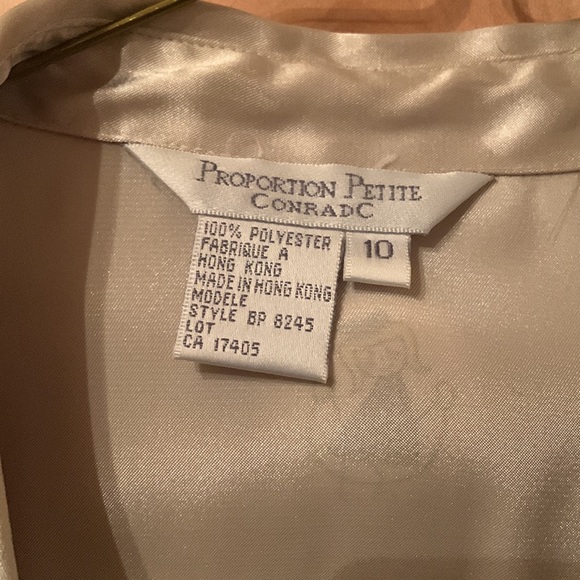 PROPORTION PETITE
CONRADC
100% POLYESTER
FABRIQUE A
HONG KONG
MADE IN HONG KONG
MODELE
STYLE BP 8245
LOT
CA 17405
10